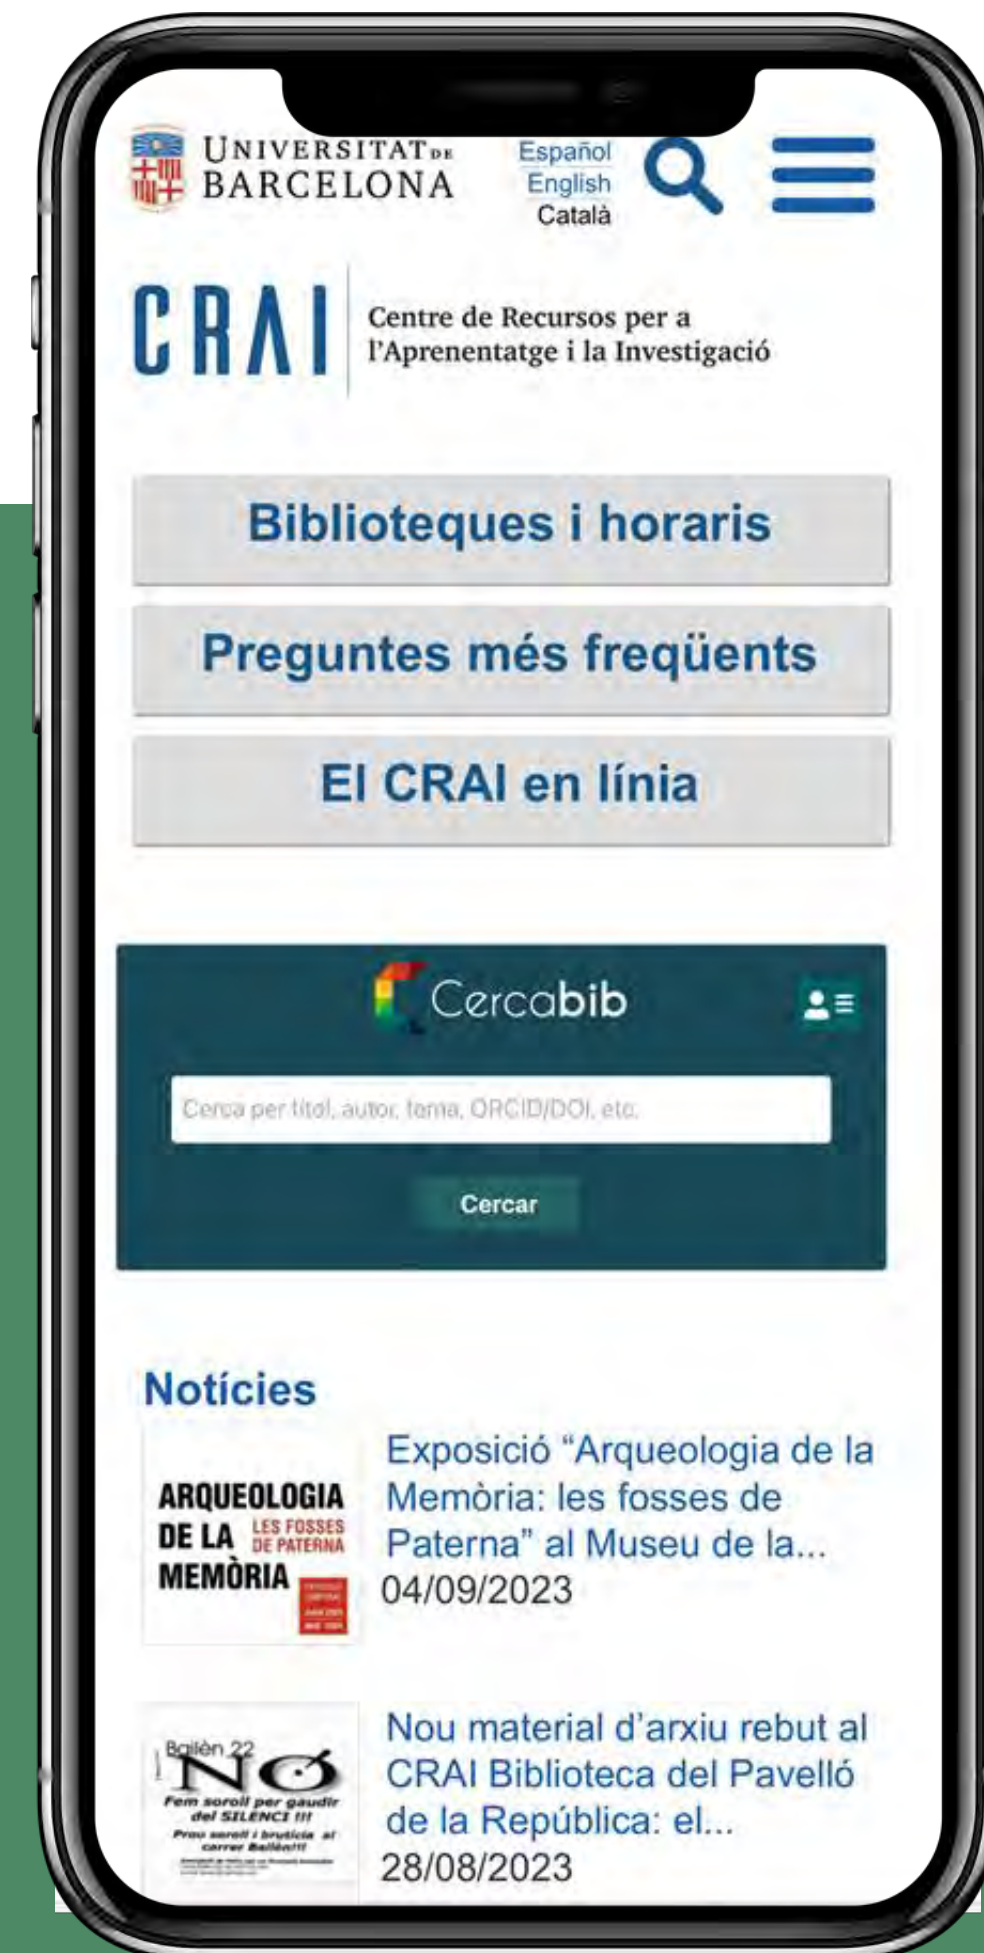 UNIVERSITAT DE
BARCELONA
Español
English
Català
CRAI
Centre de Recursos per a
l'Aprenentatge i la Investigació
Biblioteques i horaris
Preguntes més freqüents
El CRAI en línia
Cercabib
Cerca per títol, autor, tema, ORCID/DOI, etc.
Cercar
Notícies
ARQUEOLOGIA
DE LA
LES FOSSES
DE PATERNA
MEMÒRIA
Exposició “Arqueologia de la
Memòria: les fosses de
Paterna” al Museu de la...
04/09/2023
Bailèn 22
NO
Fem soroll per gaudir
del SILENCI !!!
Prou soroll i brutícia al
carrer Bailèn!!!
Nou material d’arxiu rebut al
CRAI Biblioteca del Pavelló
de la República: el...
28/08/2023